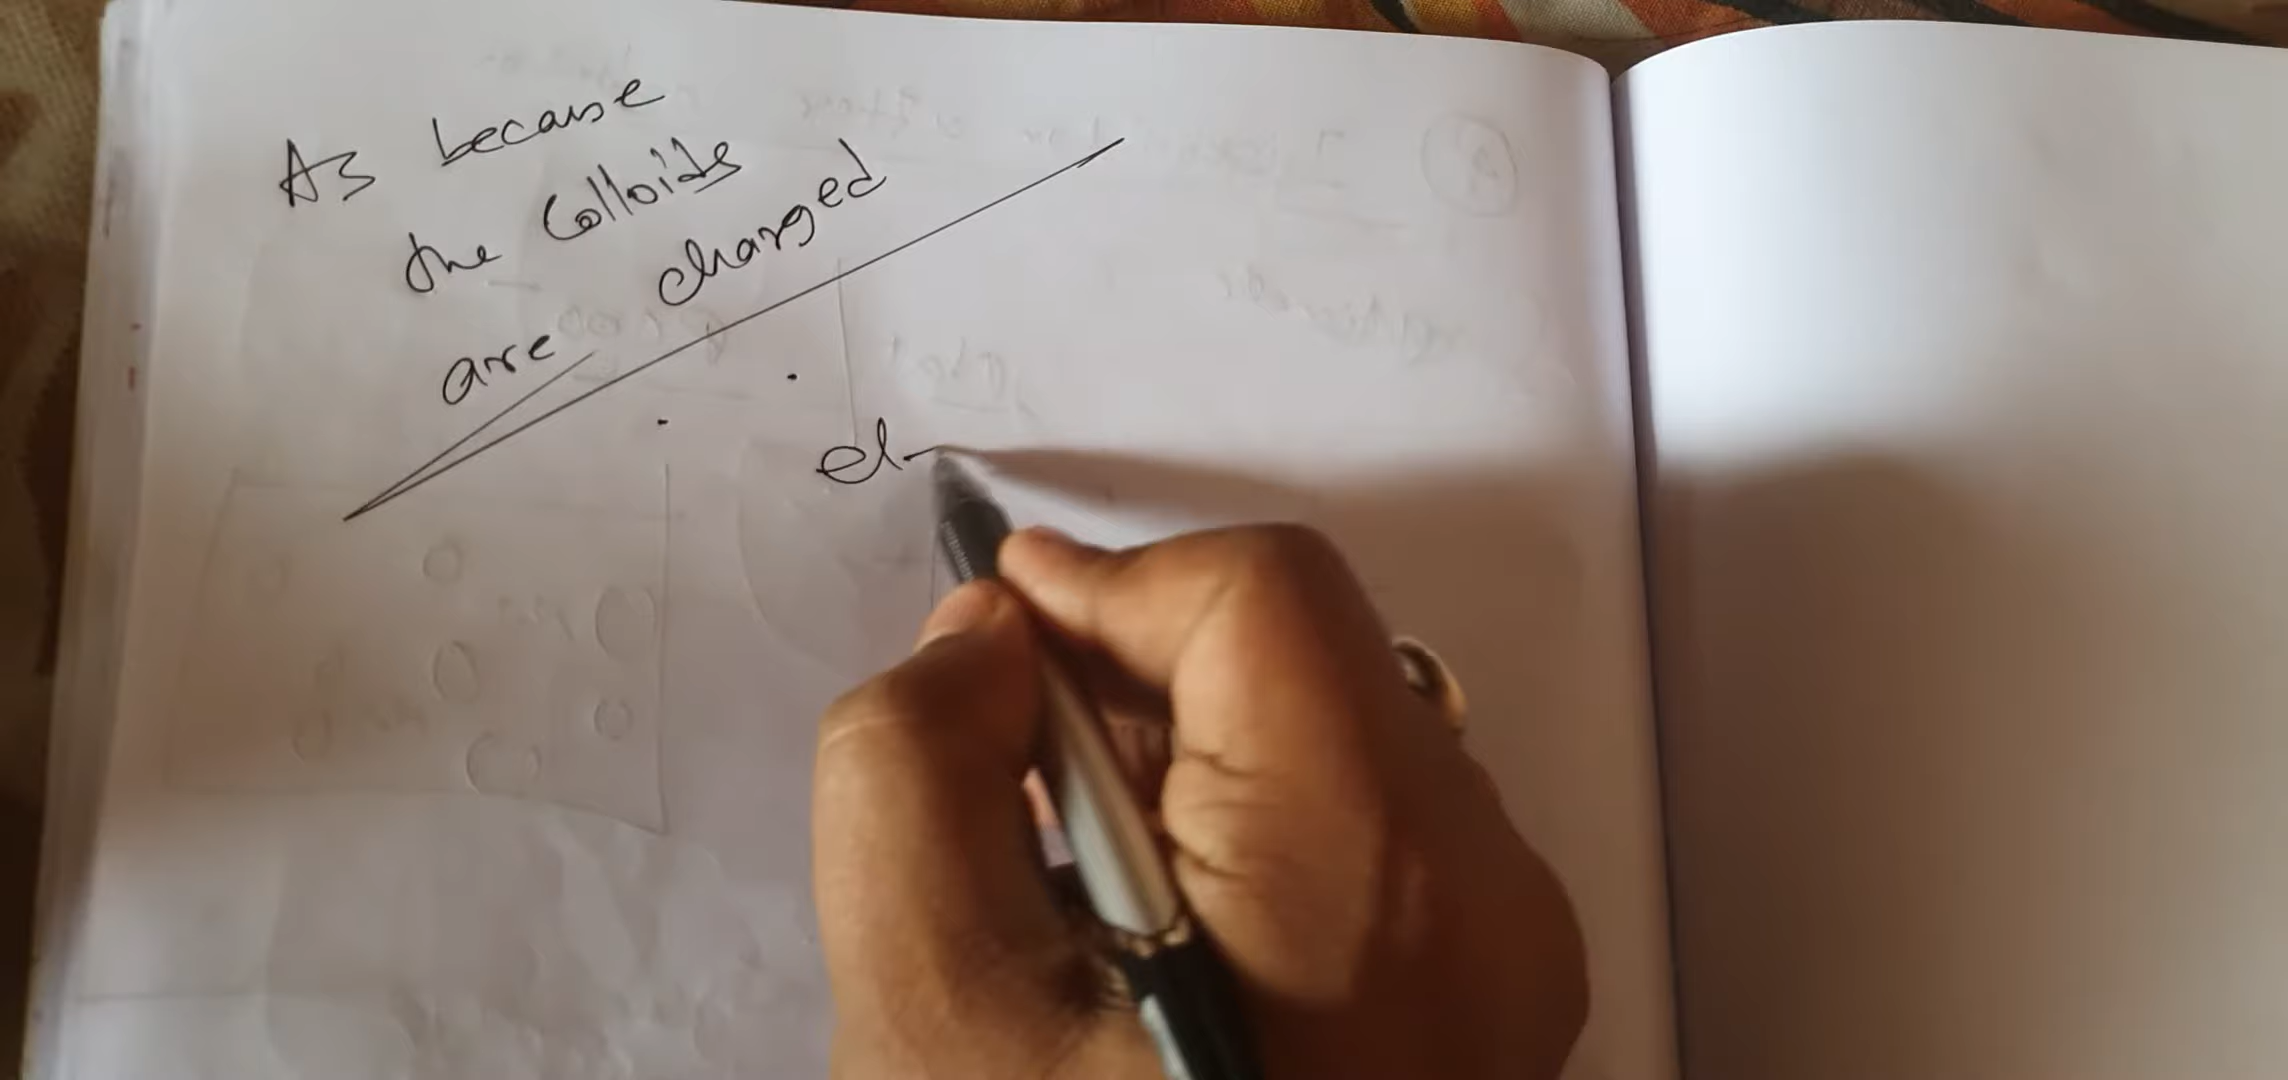 As because
the Colloids
are charged
el